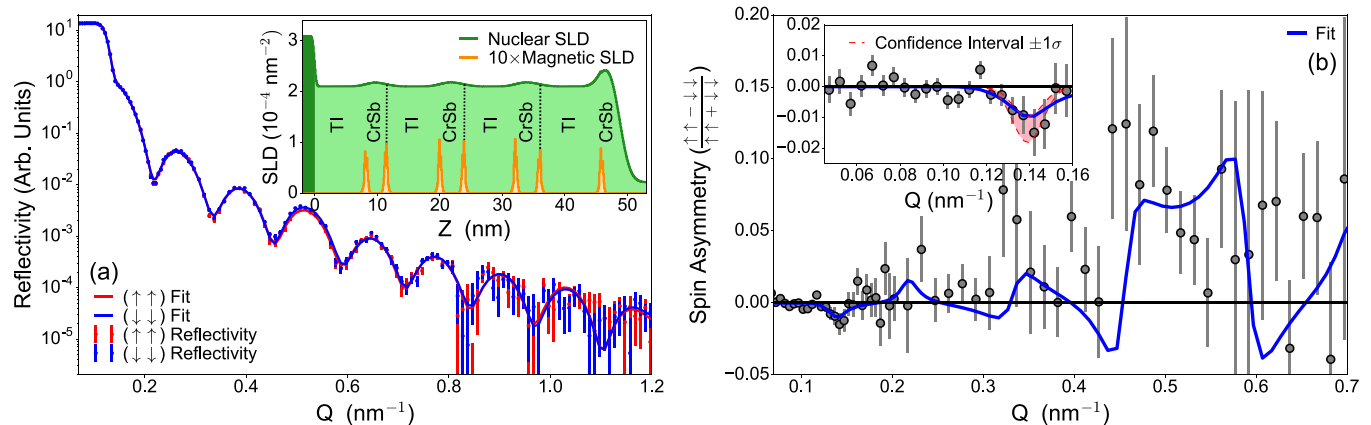 (a)
Reflectivity (Arb. Units)
10^1
10^0
10^−1
10^−2
10^−3
10^−4
10^−5
0.2 0.4 0.6 0.8 1.0 1.2
Q (nm^−1)
(↑ ↑) Fit
(↓ ↓) Fit
(↑ ↑) Reflectivity
(↓ ↓) Reflectivity
SLD (10^−4 nm^−2)
3
2
1
0
Nuclear SLD
10×Magnetic SLD
TI CrSb TI CrSb TI CrSb TI CrSb
0 10 20 30 40 50
Z (nm)
(b)
Spin Asymmetry (↑↑ − ↓↓ / ↑↑ + ↓↓)
0.20
0.15
0.10
0.05
0.00
−0.05
0.1 0.2 0.3 0.4 0.5 0.6 0.7
Q (nm^−1)
Fit
Confidence Interval ±1σ
0.01
0.00
−0.01
−0.02
0.06 0.08 0.10 0.12 0.14 0.16
Q (nm^−1)